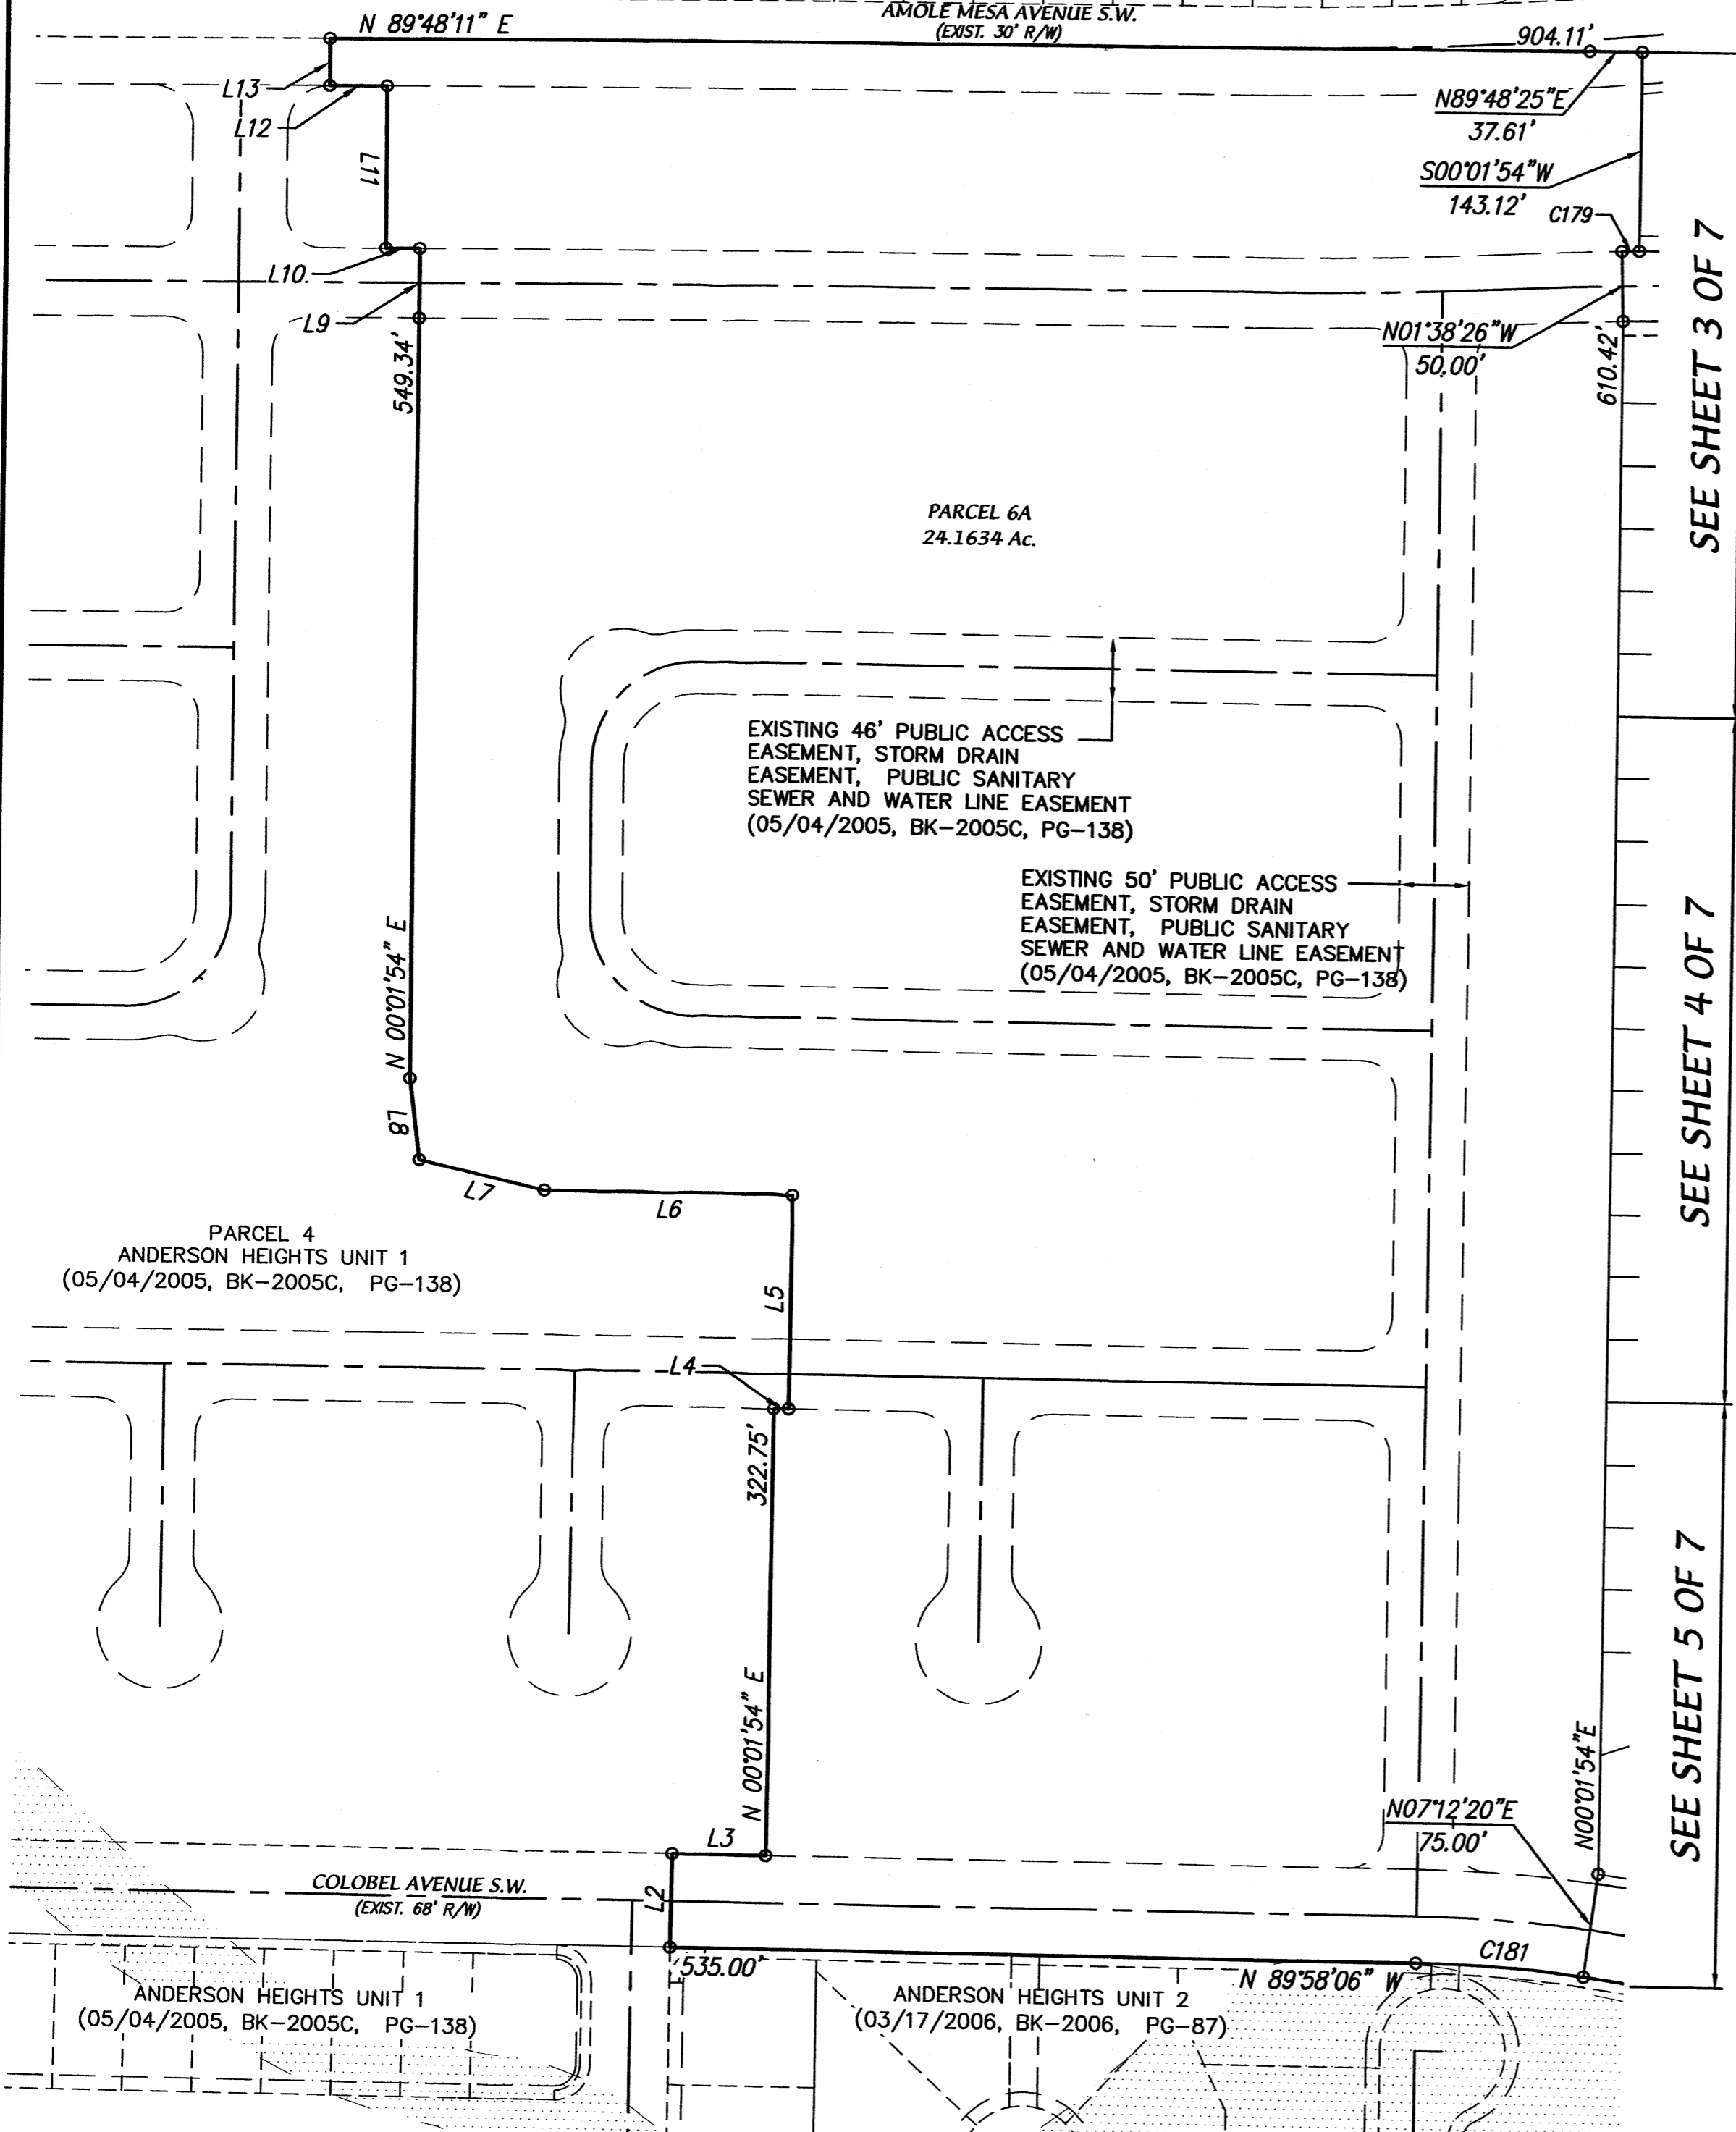 AMOLE MESA AVENUE S.W.
(EXIST. 30' R/W)
N 89°48'11" E
904.11'
L13
L12
L11
N89°48'25"E
37.61'
S00°01'54"W
143.12'
C179
L10
L9
N01°38'26"W
50.00'
549.34'
610.42'
SEE SHEET 3 OF 7
PARCEL 6A
24.1634 Ac.
EXISTING 46' PUBLIC ACCESS
EASEMENT, STORM DRAIN
EASEMENT, PUBLIC SANITARY
SEWER AND WATER LINE EASEMENT
(05/04/2005, BK-2005C, PG-138)
EXISTING 50' PUBLIC ACCESS
EASEMENT, STORM DRAIN
EASEMENT, PUBLIC SANITARY
SEWER AND WATER LINE EASEMENT
(05/04/2005, BK-2005C, PG-138)
N 00°01'54" E
SEE SHEET 4 OF 7
L8
L7
L6
PARCEL 4
ANDERSON HEIGHTS UNIT 1
(05/04/2005, BK-2005C, PG-138)
L5
L4
322.75'
N 00°01'54" E
SEE SHEET 5 OF 7
N00°01'54"E
N07°12'20"E
75.00'
L3
L2
COLOBEL AVENUE S.W.
(EXIST. 68' R/W)
535.00'
C181
N 89°58'06" W
ANDERSON HEIGHTS UNIT 1
(05/04/2005, BK-2005C, PG-138)
ANDERSON HEIGHTS UNIT 2
(03/17/2006, BK-2006, PG-87)